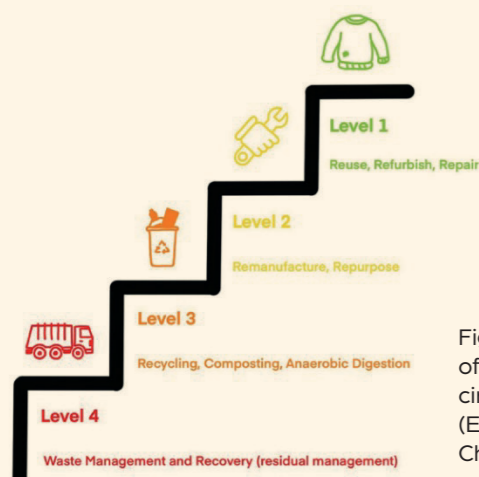 Level 1
Reuse, Refurbish, Repair
Level 2
Remanufacture, Repurpose
Level 3
Recycling, Composting, Anaerobic Digestion
Level 4
Waste Management and Recovery (residual management)
of